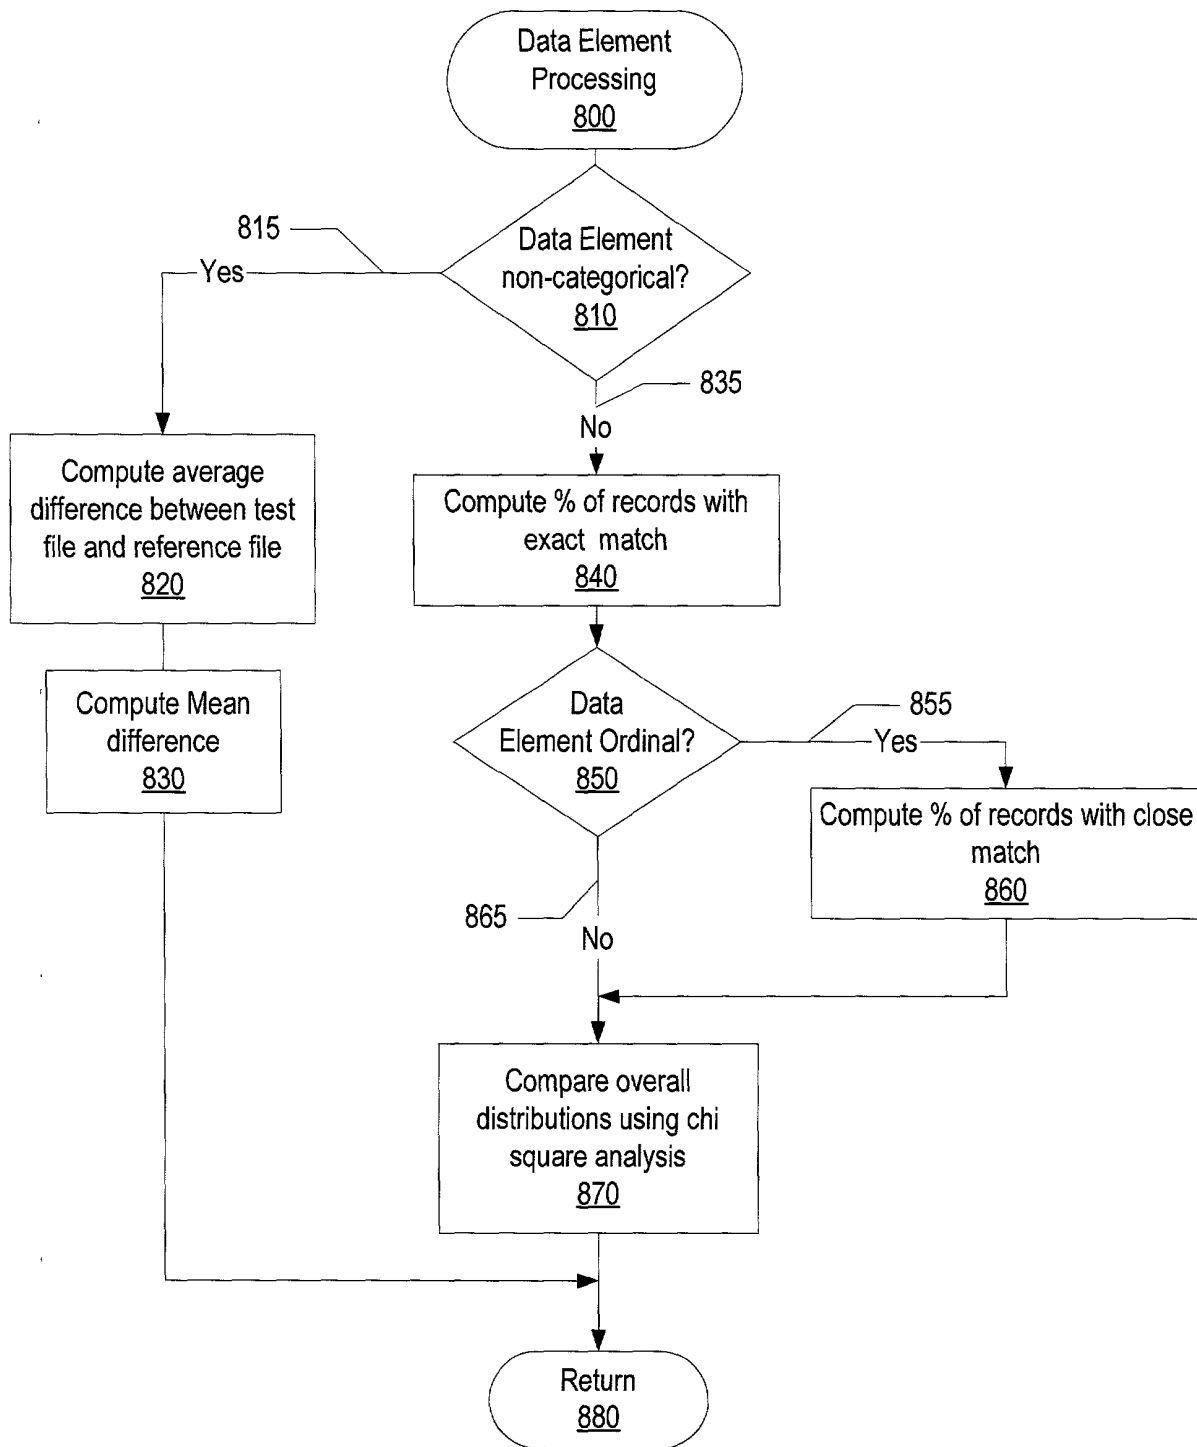 Data Element
Processing
800
815
Data Element
non-categorical?
810
Yes
835
No
Compute average
difference between test
file and reference file
820
Compute % of records with
exact match
840
Compute Mean
difference
830
Data
Element Ordinal?
850
855
Yes
Compute % of records with close
match
860
865
No
Compare overall
distributions using chi
square analysis
870
Return
880